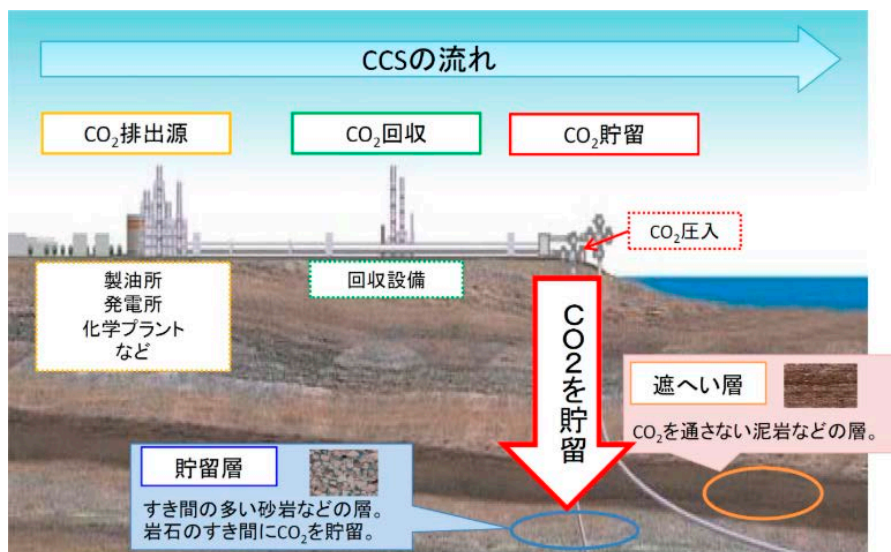 CCSの流れ
CO₂排出源
CO₂回収
CO₂貯留
CO₂圧入
製油所
発電所
化学プラント
など
回収設備
CO2を貯留
遮へい層
CO₂を通さない泥岩などの層。
貯留層
すき間の多い砂岩などの層。
岩石のすき間にCO₂を貯留。